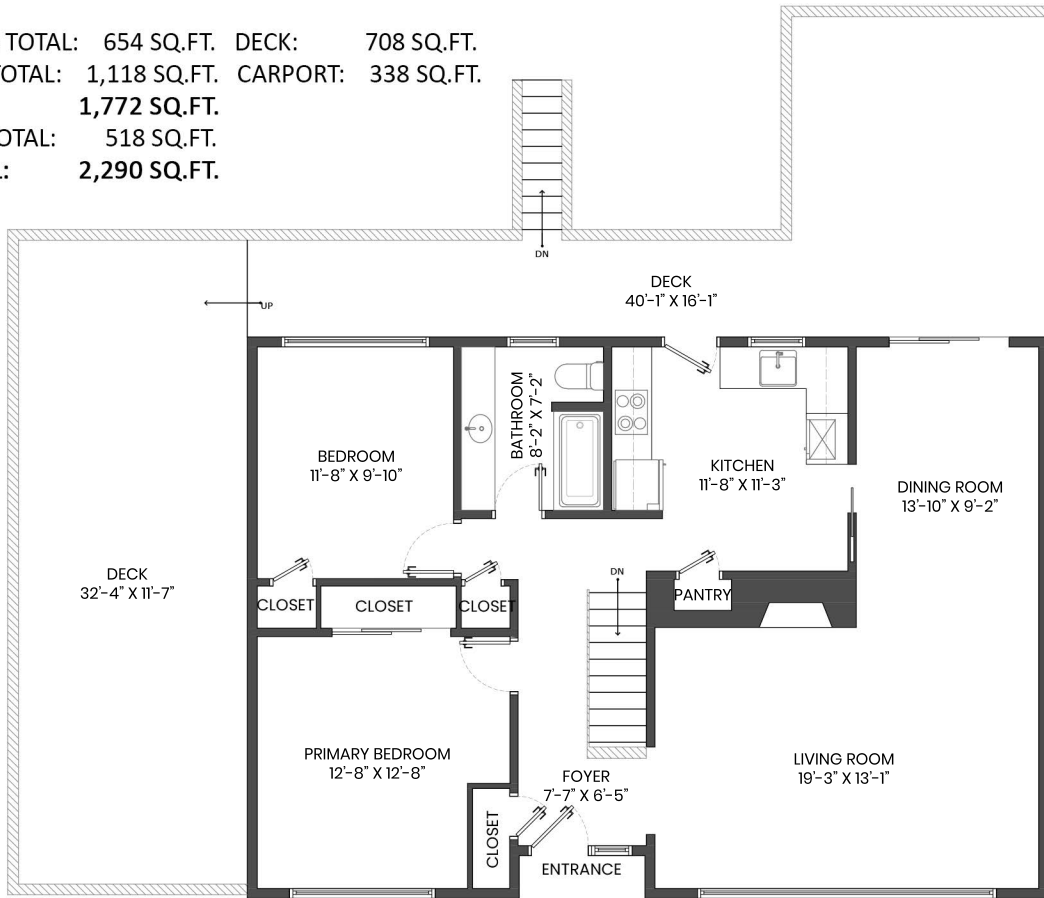 TOTAL: 654 SQ.FT. DECK: 708 SQ.FT.
TOTAL: 1,118 SQ.FT. CARPORT: 338 SQ.FT.
1,772 SQ.FT.
OTAL: 518 SQ.FT.
L: 2,290 SQ.FT.
DN
DECK
40'-1" X 16'-1"
UP
BATHROOM
8'-2" X 7'-2"
BEDROOM
11'-8" X 9'-10"
KITCHEN
11'-8" X 11'-3"
DINING ROOM
13'-10" X 9'-2"
DECK
32'-4" X 11'-7"
DN
CLOSET
CLOSET
CLOSET
PANTRY
PRIMARY BEDROOM
12'-8" X 12'-8"
LIVING ROOM
19'-3" X 13'-1"
FOYER
7'-7" X 6'-5"
CLOSET
ENTRANCE